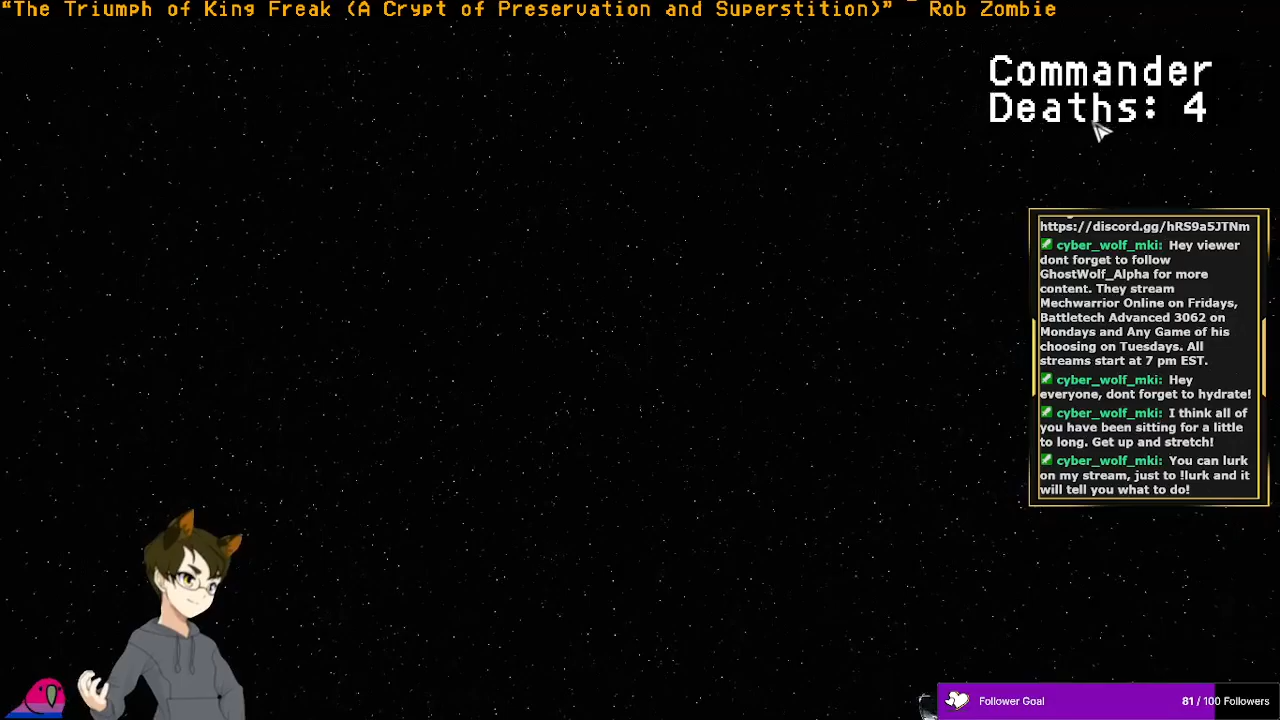 “The Triumph of King Freak (A Crypt of Preservation and Superstition)” ~ Rob Zombie
Commander
Deaths: 4
https://discord.gg/hRS9a5JTNm
cyber_wolf_mki: Hey viewer
dont forget to follow
GhostWolf_Alpha for more
content. They stream
Mechwarrior Online on Fridays,
Battletech Advanced 3062 on
Mondays and Any Game of his
choosing on Tuesdays. All
streams start at 7 pm EST.
cyber_wolf_mki: Hey
everyone, dont forget to hydrate!
cyber_wolf_mki: I think all of
you have been sitting for a little
to long. Get up and stretch!
cyber_wolf_mki: You can lurk
on my stream, just to !lurk and it
will tell you what to do!
Follower Goal 81 / 100 Followers